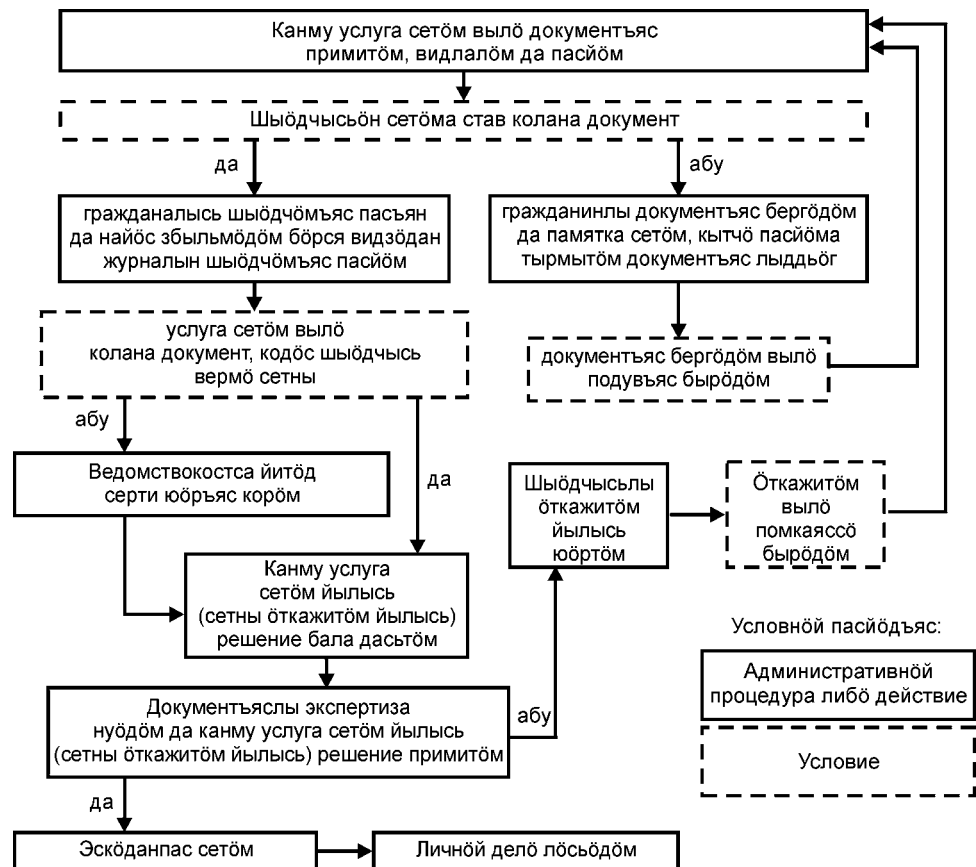 Канму услуга сетӧм вылӧ документъяс
примитӧм, видлалӧм да пасйӧм
Шыӧдчысьӧн сетӧма став колана документ
да
абу
гражданалысь шыӧдчӧмъяс пасъян
да найӧс збыльмӧдӧм бӧрся видзӧдан
журналын шыӧдчӧмъяс пасйӧм
гражданинлы документъяс бергӧдӧм
да памятка сетӧм, кытчӧ пасйӧма
тырмытӧм документъяс лыддьӧг
услуга сетӧм вылӧ
колана документ, кодӧс шыӧдчысь
вермӧ сетны
документъяс бергӧдӧм вылӧ
подувъяс бырӧдӧм
абу
да
Ведомствокостса йитӧд
серти юӧръяс корӧм
Шыӧдчысьлы
ӧткажитӧм
йылысь
юӧртӧм
Ӧткажитӧм
вылӧ
помкаяссӧ
бырӧдӧм
Канму услуга
сетӧм йылысь
(сетны ӧткажитӧм йылысь)
решение бала дасьтӧм
Документъяслы экспертиза
нуӧдӧм да канму услуга сетӧм йылысь
(сетны ӧткажитӧм йылысь) решение примитӧм
абу
да
Эскӧданпас сетӧм
Личнӧй делӧ лӧсьӧдӧм
Условнӧй пасйӧдъяс:
Административнӧй
процедура либӧ действие
Условие